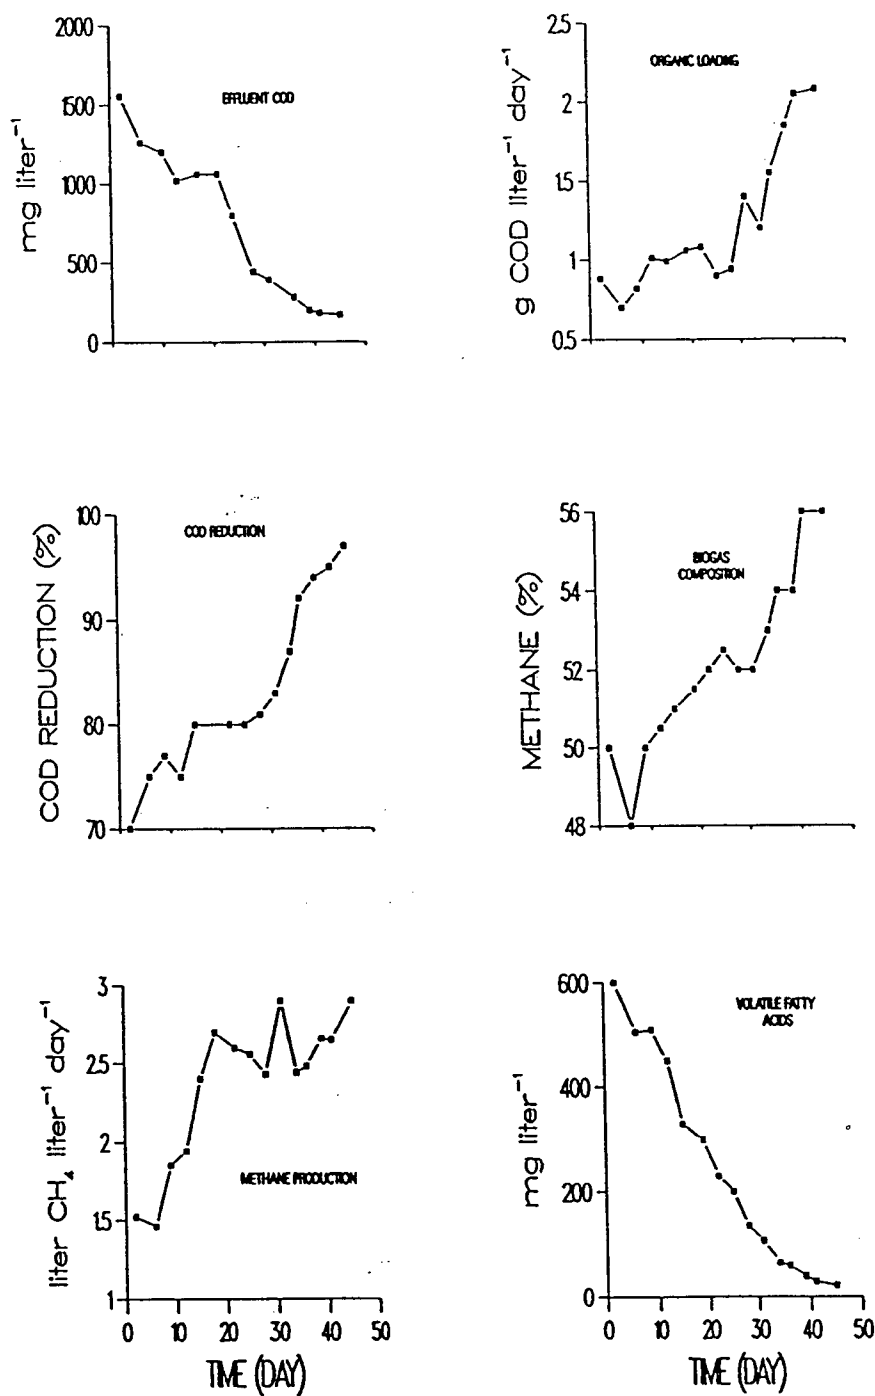 2000
1500
1000
500
0
mg liter⁻¹
EFFLUENT COD
2.5
2
1.5
1
0.5
g COD liter⁻¹ day⁻¹
ORGANIC LOADING
100
90
80
70
COD REDUCTION (%)
COD REDUCTION
56
54
52
50
48
METHANE (%)
BIOGAS
COMPOSITION
3
2.5
2
1.5
1
liter CH₄ liter⁻¹ day⁻¹
METHANE PRODUCTION
0 10 20 30 40 50
TIME (DAY)
600
400
200
0
mg liter⁻¹
VOLATILE FATTY
ACIDS
0 10 20 30 40 50
TIME (DAY)